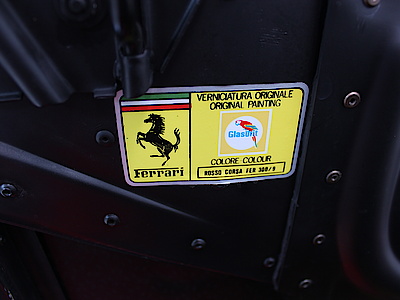 VERNICIATURA ORIGINALE
ORIGINAL PAINTING
Glasurit
COLORE COLOUR
ROSSO CORSA FER 300/9
Ferrari